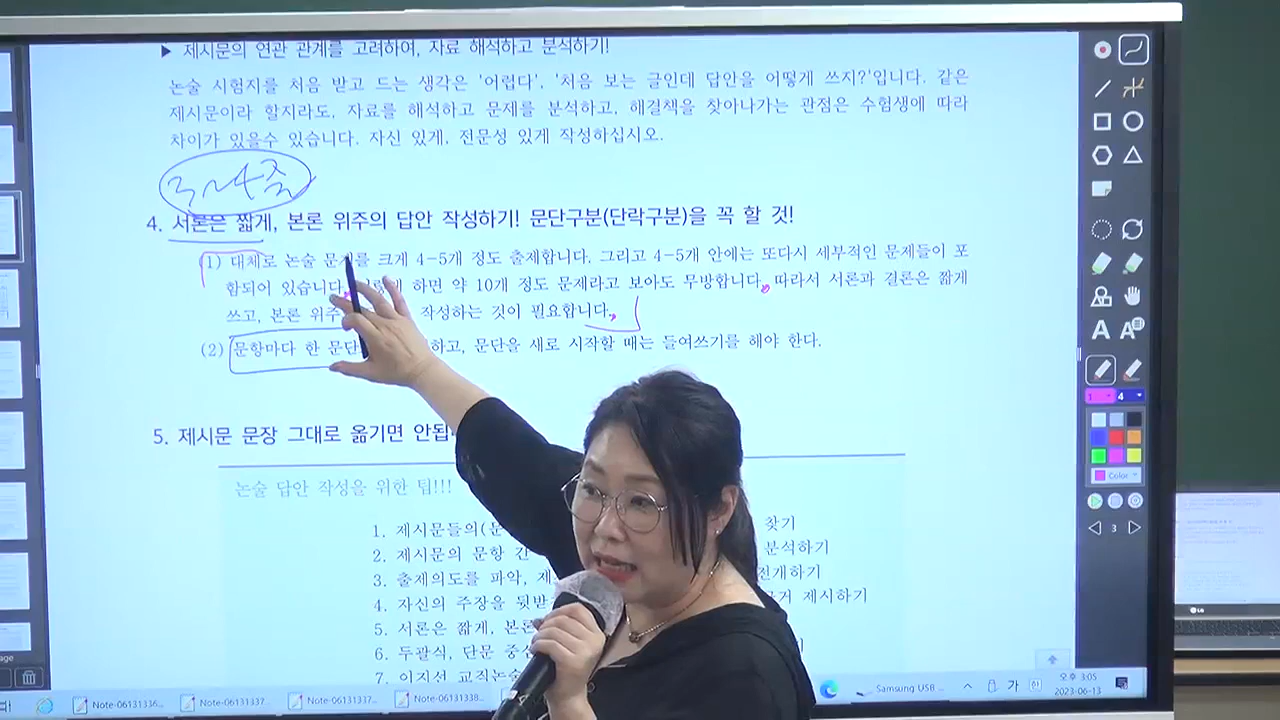 ▶ 제시문의 연관 관계를 고려하여, 자료 해석하고 분석하기!
논술 시험지를 처음 받고 드는 생각은 '어렵다', '처음 보는 글인데 답안을 어떻게 쓰지?'입니다. 같은
제시문이라 할지라도, 자료를 해석하고 문제를 분석하고, 해결책을 찾아나가는 관점은 수험생에 따라
차이가 있을수 있습니다. 자신 있게, 전문성 있게 작성하십시오.
4. 서론은 짧게, 본론 위주의 답안 작성하기! 문단구분(단락구분)을 꼭 할 것!
(1) 대체로 논술 문제를 크게 4-5개 정도 출제합니다. 그리고 4-5개 안에는 또다시 세부적인 문제들이 포
함되어 있습니다. 하면 약 10개 정도 문제라고 보아도 무방합니다. 따라서 서론과 결론은 짧게
쓰고, 본론 위주 작성하는 것이 필요합니다.
(2) 문항마다 한 문단 하고, 문단을 새로 시작할 때는 들여쓰기를 해야 한다.
5. 제시문 문장 그대로 옮기면 안됩
논술 답안 작성을 위한 팁!!!
1. 제시문들의( 찾기
2. 제시문의 문항 간 분석하기
3. 출제의도를 파악, 전개하기
4. 자신의 주장을 제시하기
5. 서론은 짧게,
6. 두괄식, 단문
7. 이지선
Color
3
age
Note-06131336...
Note-06131337...
Note-06131337...
Note-06131338...
Samsung USB ...
가
오후 3:05
2023-06-13
1 4
A A
LG